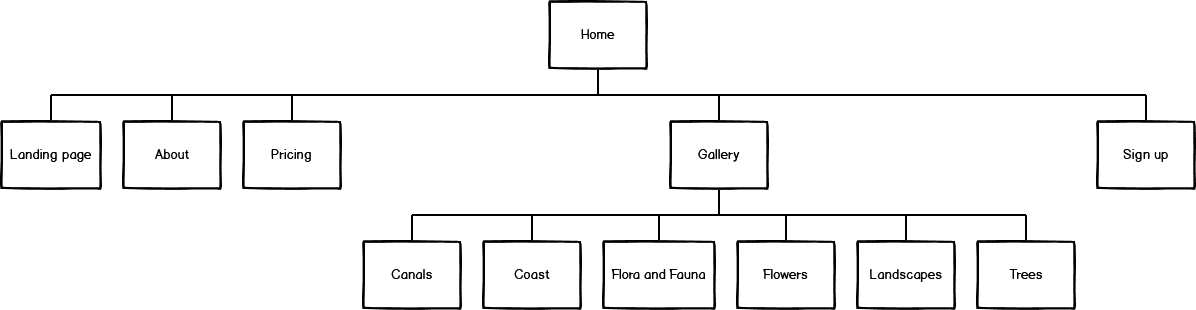 Home
Landing page
About
Pricing
Gallery
Sign up
Canals
Coast
Flora and Fauna
Flowers
Landscapes
Trees